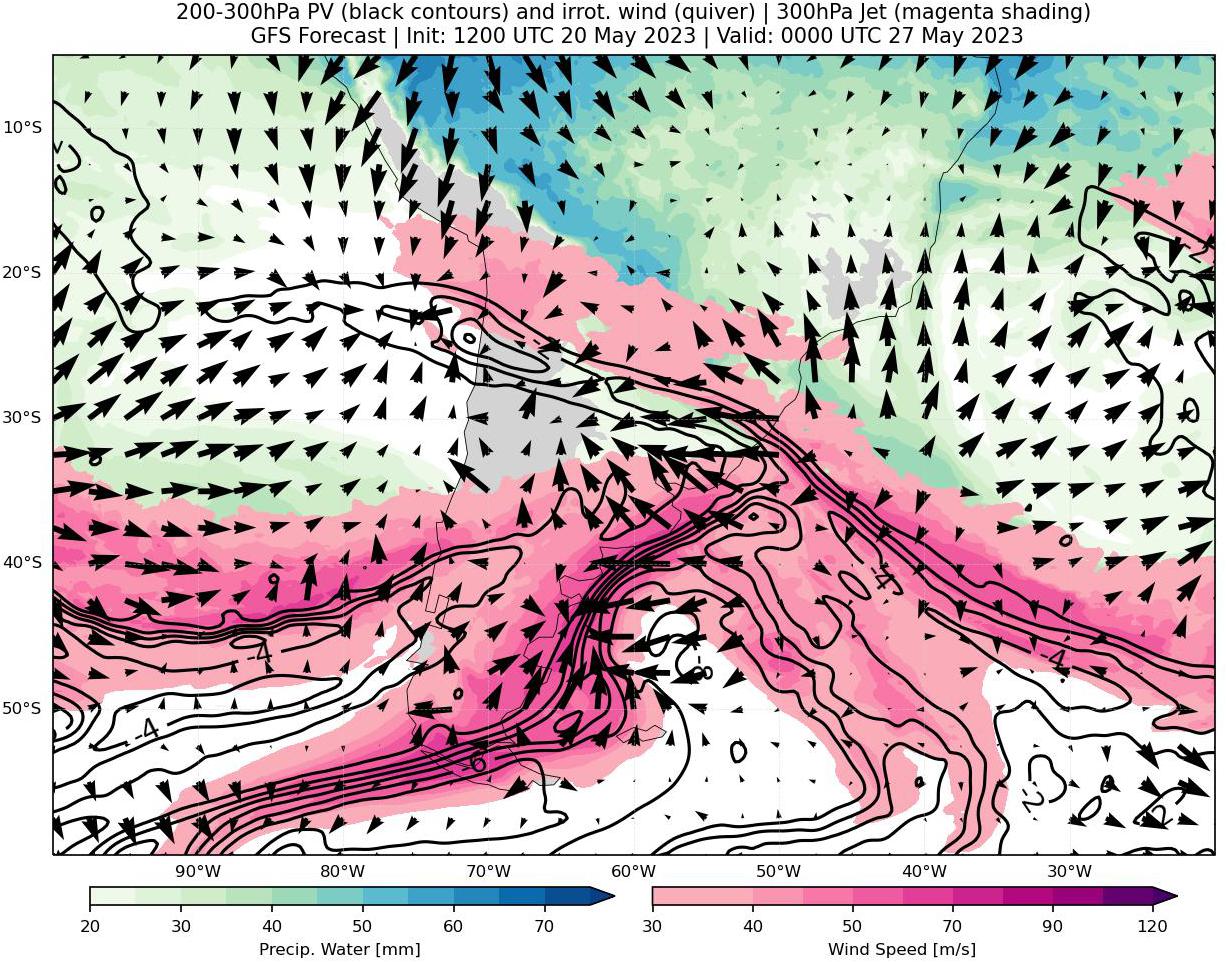 200-300hPa PV (black contours) and irrot. wind (quiver) | 300hPa Jet (magenta shading)
GFS Forecast | Init: 1200 UTC 20 May 2023 | Valid: 0000 UTC 27 May 2023
10°S
20°S
30°S
40°S
50°S
-4
-4
-4
-4
-6
-8
-2
-2
90°W 80°W 70°W 60°W 50°W 40°W 30°W
20 30 40 50 60 70
30 40 50 70 90 120
Precip. Water [mm] Wind Speed [m/s]